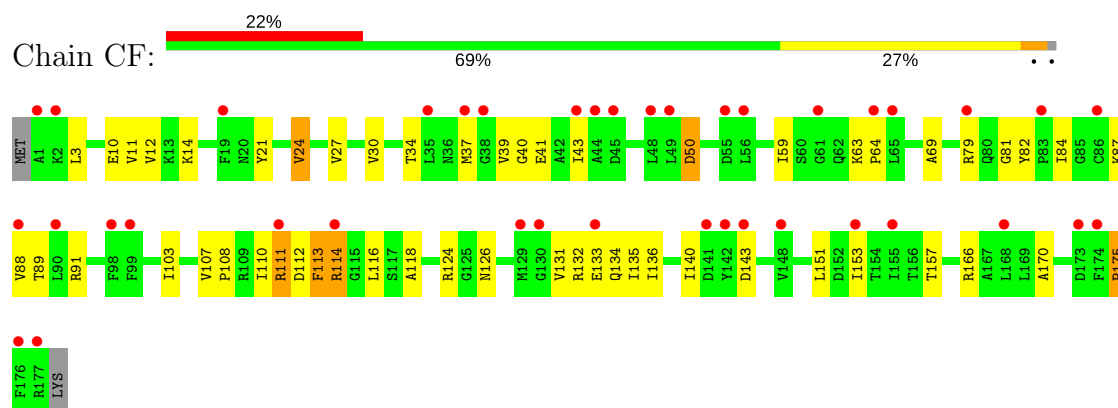 22%
Chain CF:
69% 27% • •
MET A1 K2 L3 E10 V11 V12 K13 K14 F19 N20 Y21 V24 V27 V30 T34 L35 N36 M37 G38 V39 G40 E41 A42 I43 A44 D45 L48 L49 D50 D55 L56 I59 S60 G61 Q62 K63 P64 L65 A69 R79 Q80 G81 Y82 P83 I84 G85 C86 K87
V88 T89 L90 R91 F98 F99 I103 V107 P108 R109 I110 R111 D112 F113 R114 G115 L116 S117 A118 R124 G125 N126 M129 G130 V131 R132 E133 Q134 I135 I136 I140 D141 Y142 D143 V148 L151 D152 I153 T154 I155 T156 T157 R166 A167 L168 L169 A170 D173 F174
F176 R177 LYS